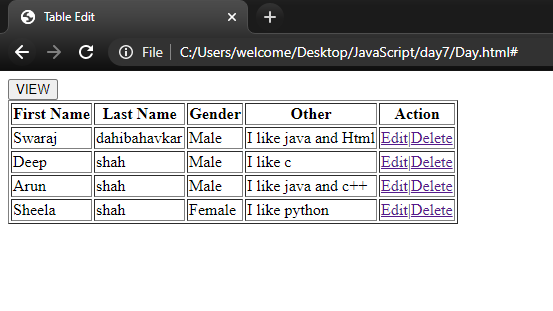 Table Edit
File C:/Users/welcome/Desktop/JavaScript/day7/Day.html#
VIEW
First Name Last Name Gender Other Action
Swaraj dahibahavkar Male I like java and Html Edit|Delete
Deep shah Male I like c Edit|Delete
Arun shah Male I like java and c++ Edit|Delete
Sheela shah Female I like python Edit|Delete